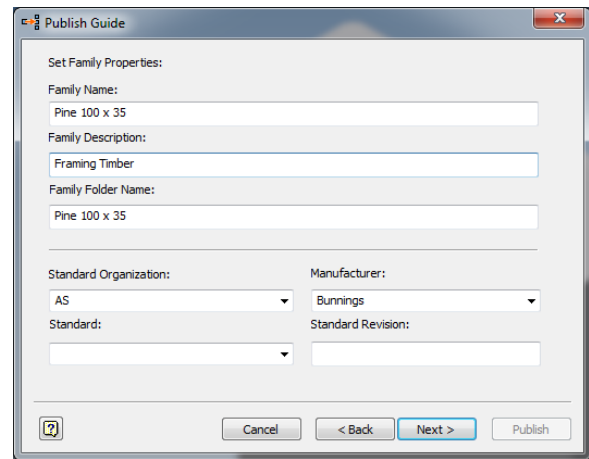 Publish Guide
Set Family Properties:
Family Name:
Pine 100 x 35
Family Description:
Framing Timber
Family Folder Name:
Pine 100 x 35
Standard Organization:
Manufacturer:
AS
Bunnings
Standard:
Standard Revision:
Cancel
< Back
Next >
Publish